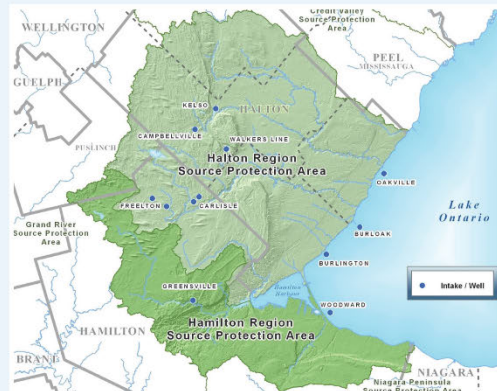 Credit Valley
Source Protection
Area
WELLINGTON
PEEL
MISSISSAUGA
GUELPH
KELSO
HALTON
CAMPBELLVILLE
WALKERS LINE
PUSLINCH
Halton Region
Source Protection Area
OAKVILLE
FREELTON
CARLISLE
Lake
Ontario
Grand River
Source Protection
Area
BURLOAK
BURLINGTON
Intake / Well
GREENSVILLE
Hamilton
Harbour
WOODWARD
HAMILTON
Hamilton Region
Source Protection Area
BRANT
NIAGARA
Niagara Peninsula
Source Protection Area